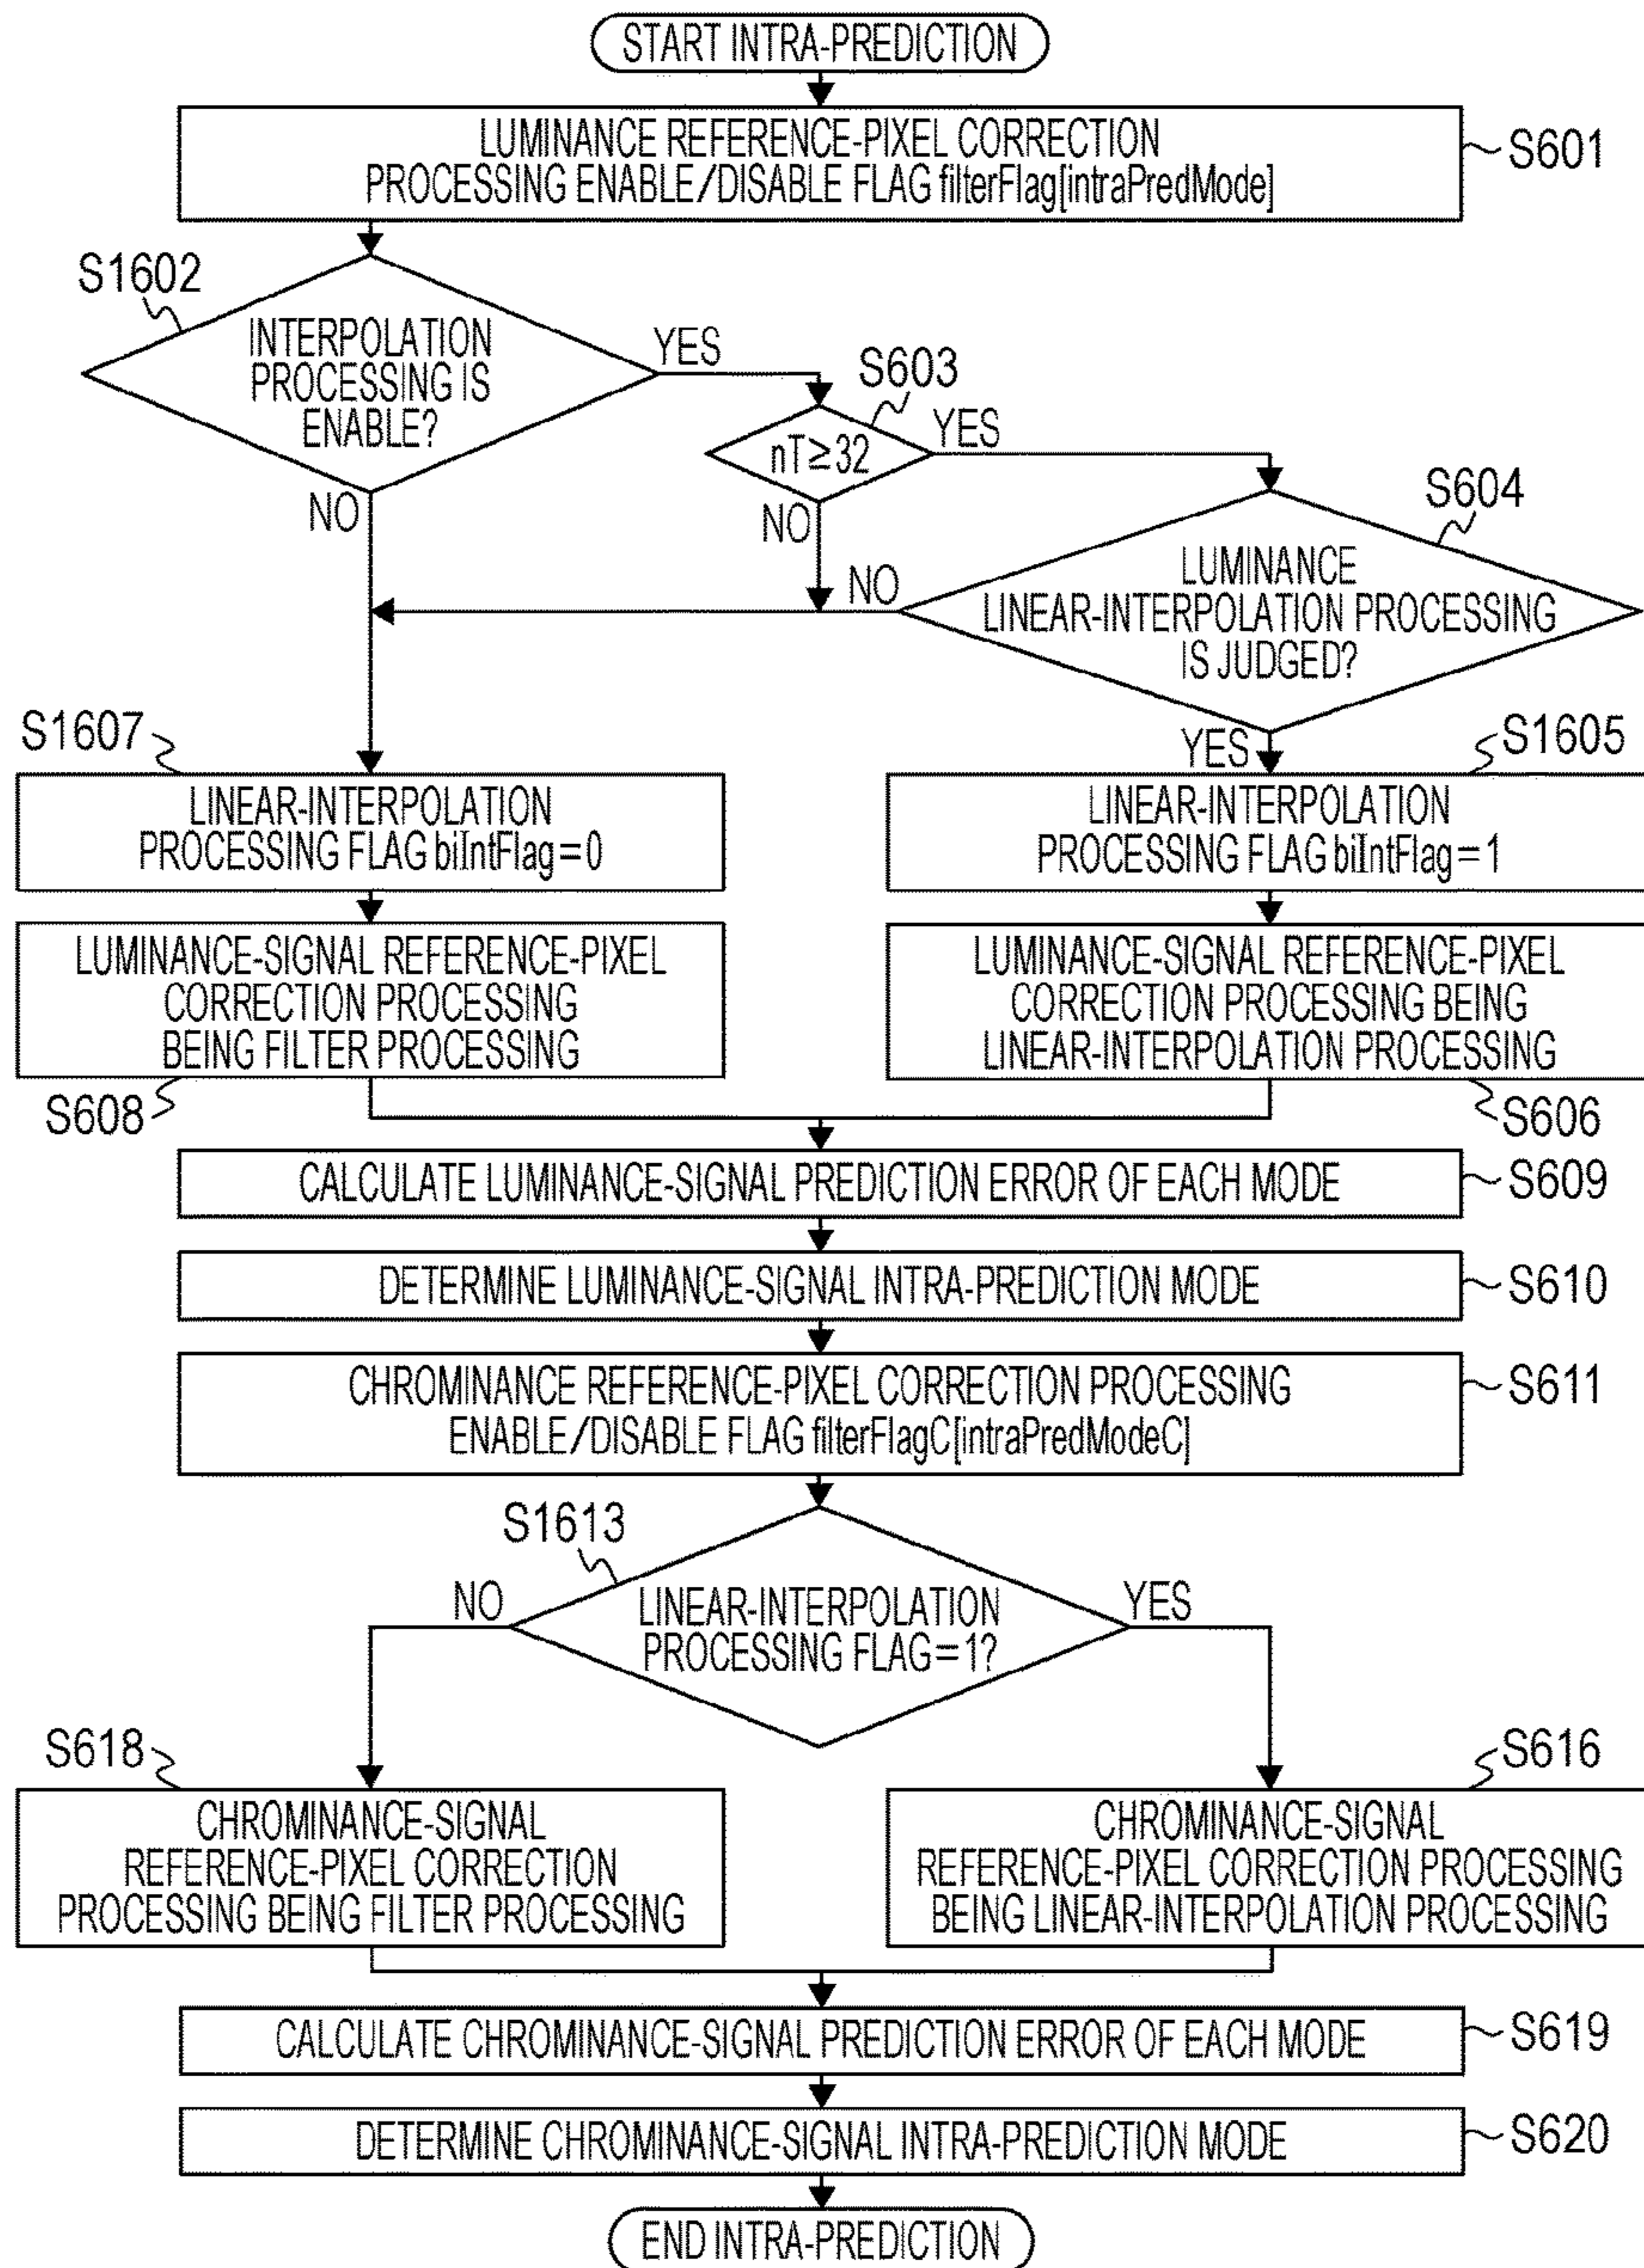 START INTRA-PREDICTION
LUMINANCE REFERENCE-PIXEL CORRECTION
PROCESSING ENABLE/DISABLE FLAG filterFlag[intraPredMode]
S601
S1602
INTERPOLATION
PROCESSING IS
ENABLE?
YES
NO
S603
nT≥32
YES
NO
S604
LUMINANCE
LINEAR-INTERPOLATION PROCESSING
IS JUDGED?
NO
YES
S1607
LINEAR-INTERPOLATION
PROCESSING FLAG biIntFlag=0
S1605
LINEAR-INTERPOLATION
PROCESSING FLAG biIntFlag=1
LUMINANCE-SIGNAL REFERENCE-PIXEL
CORRECTION PROCESSING
BEING FILTER PROCESSING
S608
LUMINANCE-SIGNAL REFERENCE-PIXEL
CORRECTION PROCESSING BEING
LINEAR-INTERPOLATION PROCESSING
S606
CALCULATE LUMINANCE-SIGNAL PREDICTION ERROR OF EACH MODE
S609
DETERMINE LUMINANCE-SIGNAL INTRA-PREDICTION MODE
S610
CHROMINANCE REFERENCE-PIXEL CORRECTION PROCESSING
ENABLE/DISABLE FLAG filterFlagC[intraPredModeC]
S611
S1613
LINEAR-INTERPOLATION
PROCESSING FLAG=1?
NO
YES
S618
CHROMINANCE-SIGNAL
REFERENCE-PIXEL CORRECTION
PROCESSING BEING FILTER PROCESSING
S616
CHROMINANCE-SIGNAL
REFERENCE-PIXEL CORRECTION PROCESSING
BEING LINEAR-INTERPOLATION PROCESSING
CALCULATE CHROMINANCE-SIGNAL PREDICTION ERROR OF EACH MODE
S619
DETERMINE CHROMINANCE-SIGNAL INTRA-PREDICTION MODE
S620
END INTRA-PREDICTION